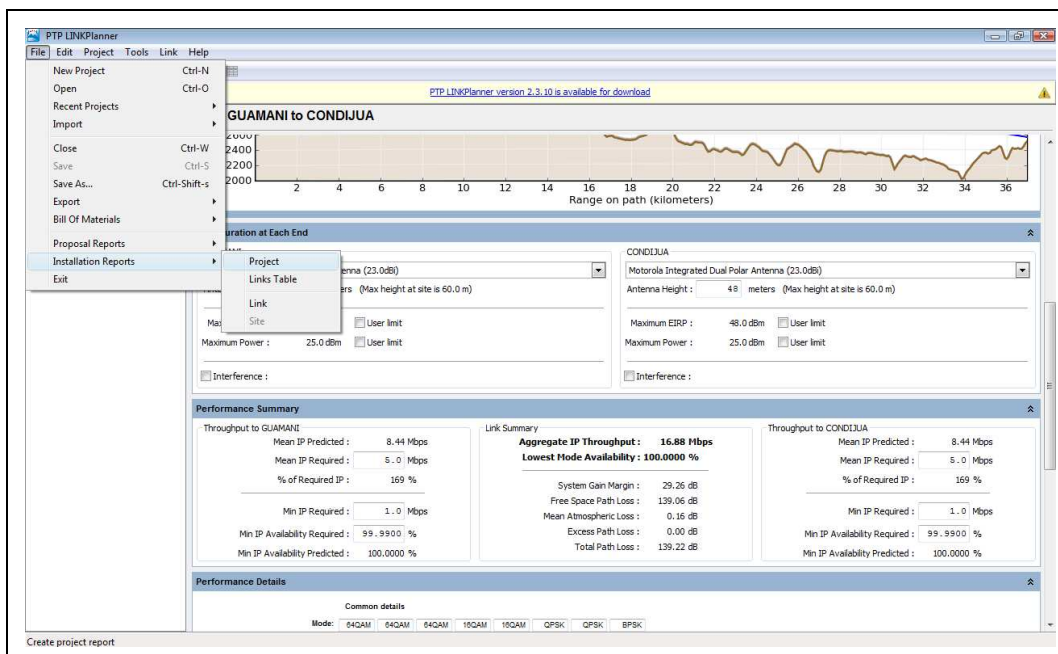 PTP LINKPlanner
File Edit Project Tools Link Help
New Project Ctrl-N
Open Ctrl-O
Recent Projects
Import
Close Ctrl-W
Save Ctrl-S
Save As... Ctrl-Shift-s
Export
Bill Of Materials
Proposal Reports
Installation Reports
Exit
Project
Links Table
Link
Site
PTP LINKPlanner version 2.3.10 is available for download
GUAMANI to CONDIJUA
2600
2400
2200
2000
2 4 6 8 10 12 14 16 18 20 22 24 26 28 30 32 34 36
Range on path (kilometers)
uration at Each End
enna (23.0dBi)
ers (Max height at site is 60.0 m)
Max
User limit
Maximum Power : 25.0 dBm User limit
Interference :
CONDIJUA
Motorola Integrated Dual Polar Antenna (23.0dBi)
Antenna Height : 48 meters (Max height at site is 60.0 m)
Maximum EIRP : 48.0 dBm User limit
Maximum Power : 25.0 dBm User limit
Interference :
Performance Summary
Throughput to GUAMANI
Mean IP Predicted : 8.44 Mbps
Mean IP Required : 5.0 Mbps
% of Required IP : 169 %
Min IP Required : 1.0 Mbps
Min IP Availability Required : 99.9900 %
Min IP Availability Predicted : 100.0000 %
Link Summary
Aggregate IP Throughput : 16.88 Mbps
Lowest Mode Availability : 100.0000 %
System Gain Margin : 29.26 dB
Free Space Path Loss : 139.06 dB
Mean Atmospheric Loss : 0.16 dB
Excess Path Loss : 0.00 dB
Total Path Loss : 139.22 dB
Throughput to CONDIJUA
Mean IP Predicted : 8.44 Mbps
Mean IP Required : 5.0 Mbps
% of Required IP : 169 %
Min IP Required : 1.0 Mbps
Min IP Availability Required : 99.9900 %
Min IP Availability Predicted : 100.0000 %
Performance Details
Common details
Mode: 64QAM 64QAM 64QAM 16QAM 16QAM QPSK QPSK BPSK
Create project report